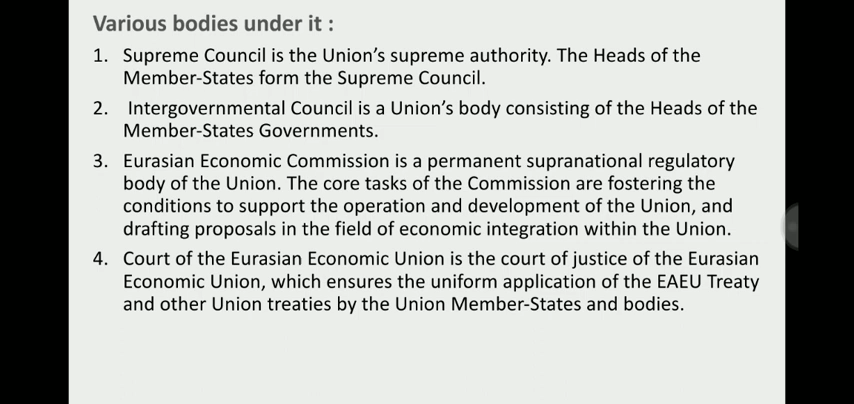 Various bodies under it :
1. Supreme Council is the Union's supreme authority. The Heads of the
Member-States form the Supreme Council.
2. Intergovernmental Council is a Union's body consisting of the Heads of the
Member-States Governments.
3. Eurasian Economic Commission is a permanent supranational regulatory
body of the Union. The core tasks of the Commission are fostering the
conditions to support the operation and development of the Union, and
drafting proposals in the field of economic integration within the Union.
4. Court of the Eurasian Economic Union is the court of justice of the Eurasian
Economic Union, which ensures the uniform application of the EAEU Treaty
and other Union treaties by the Union Member-States and bodies.